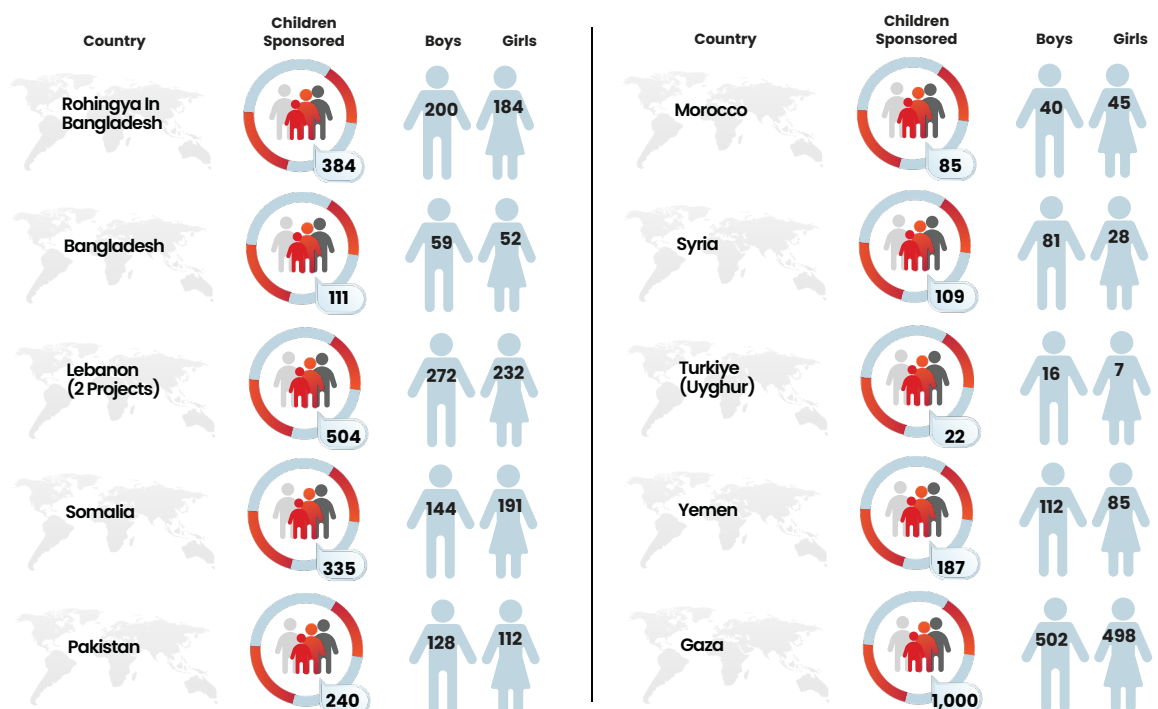 Country Children Sponsored Boys Girls
Rohingya In
Bangladesh
384 200 184
Bangladesh 111 59 52
Lebanon
(2 Projects)
504 272 232
Somalia 335 144 191
Pakistan 240 128 112
Country Children Sponsored Boys Girls
Morocco 85 40 45
Syria 109 81 28
Turkiye
(Uyghur)
22 16 7
Yemen 187 112 85
Gaza 1,000 502 498